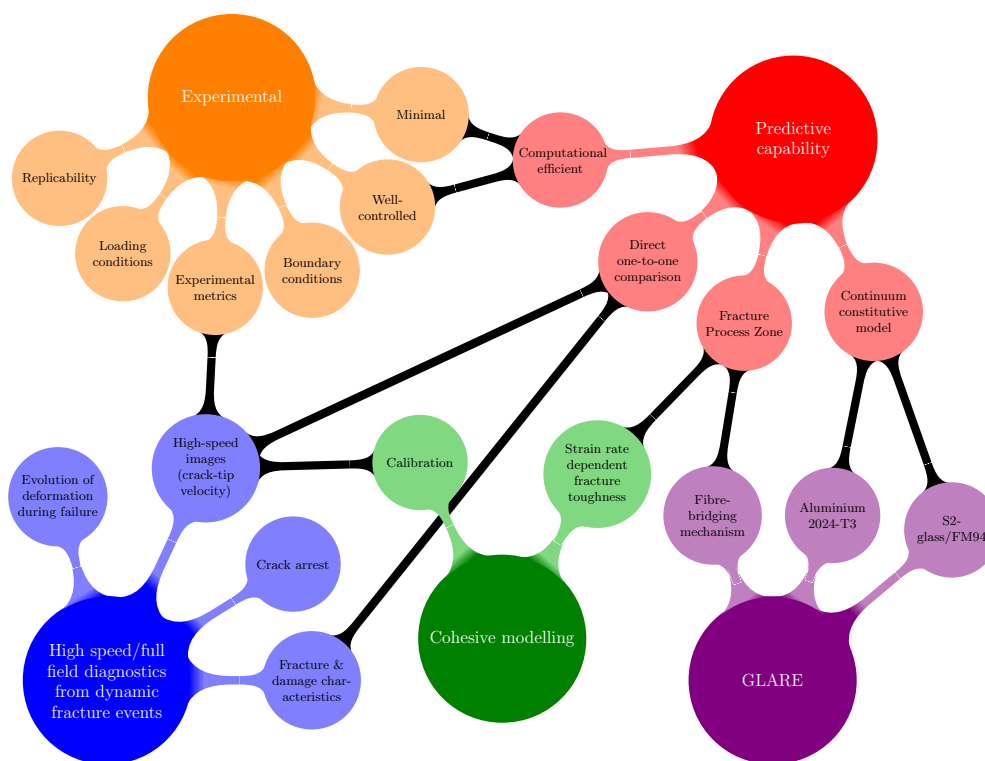 Experimental
Minimal
Predictive
capability
Computational
efficient
Replicability
Well-
controlled
Loading
conditions
Experimental
metrics
Boundary
conditions
Direct
one-to-one
comparison
Fracture
Process Zone
Continuum
constitutive
model
High-speed
images
(crack-tip
velocity)
Calibration
Strain rate
dependent
fracture
toughness
Evolution of
deformation
during failure
Fibre-
bridging
mechanism
Aluminium
2024-T3
S2-
glass/FM94
Crack arrest
High speed/full
field diagnostics
from dynamic
fracture events
Fracture &
damage char-
acteristics
Cohesive modelling
GLARE